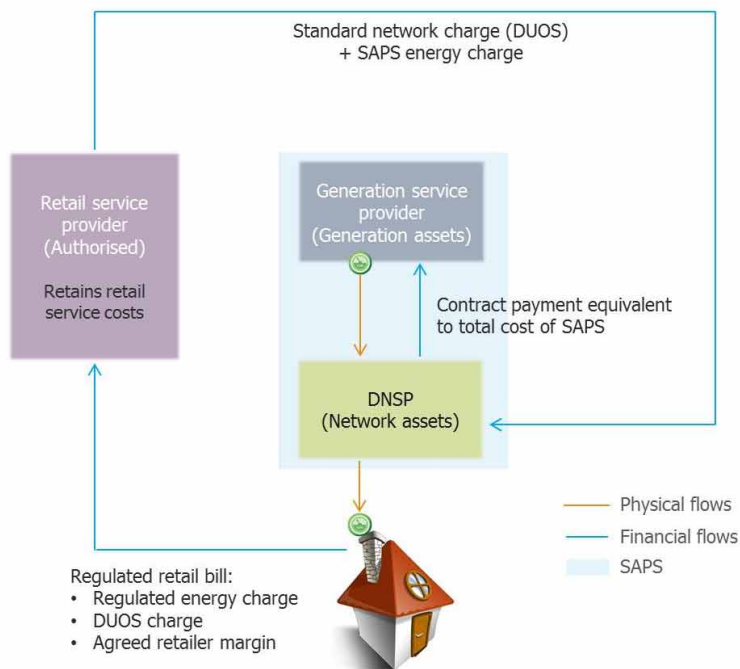 Standard network charge (DUOS)
+ SAPS energy charge
Retail service
provider
(Authorised)
Retains retail
service costs
Generation service
provider
(Generation assets)
Contract payment equivalent
to total cost of SAPS
DNSP
(Network assets)
Physical flows
Financial flows
SAPS
Regulated retail bill:
• Regulated energy charge
• DUOS charge
• Agreed retailer margin